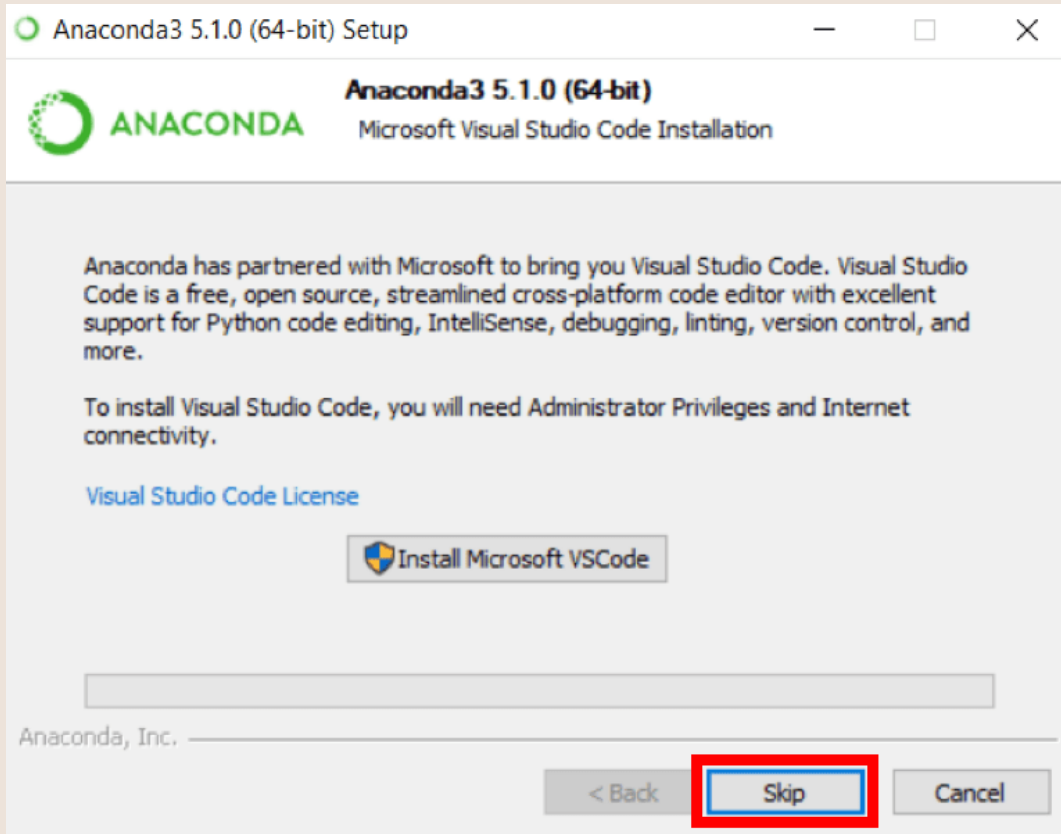 Anaconda3 5.1.0 (64-bit) Setup
ANACONDA
Anaconda3 5.1.0 (64-bit)
Microsoft Visual Studio Code Installation
Anaconda has partnered with Microsoft to bring you Visual Studio Code. Visual Studio
Code is a free, open source, streamlined cross-platform code editor with excellent
support for Python code editing, IntelliSense, debugging, linting, version control, and
more.
To install Visual Studio Code, you will need Administrator Privileges and Internet
connectivity.
Visual Studio Code License
Install Microsoft VSCode
Anaconda, Inc.
< Back
Skip
Cancel